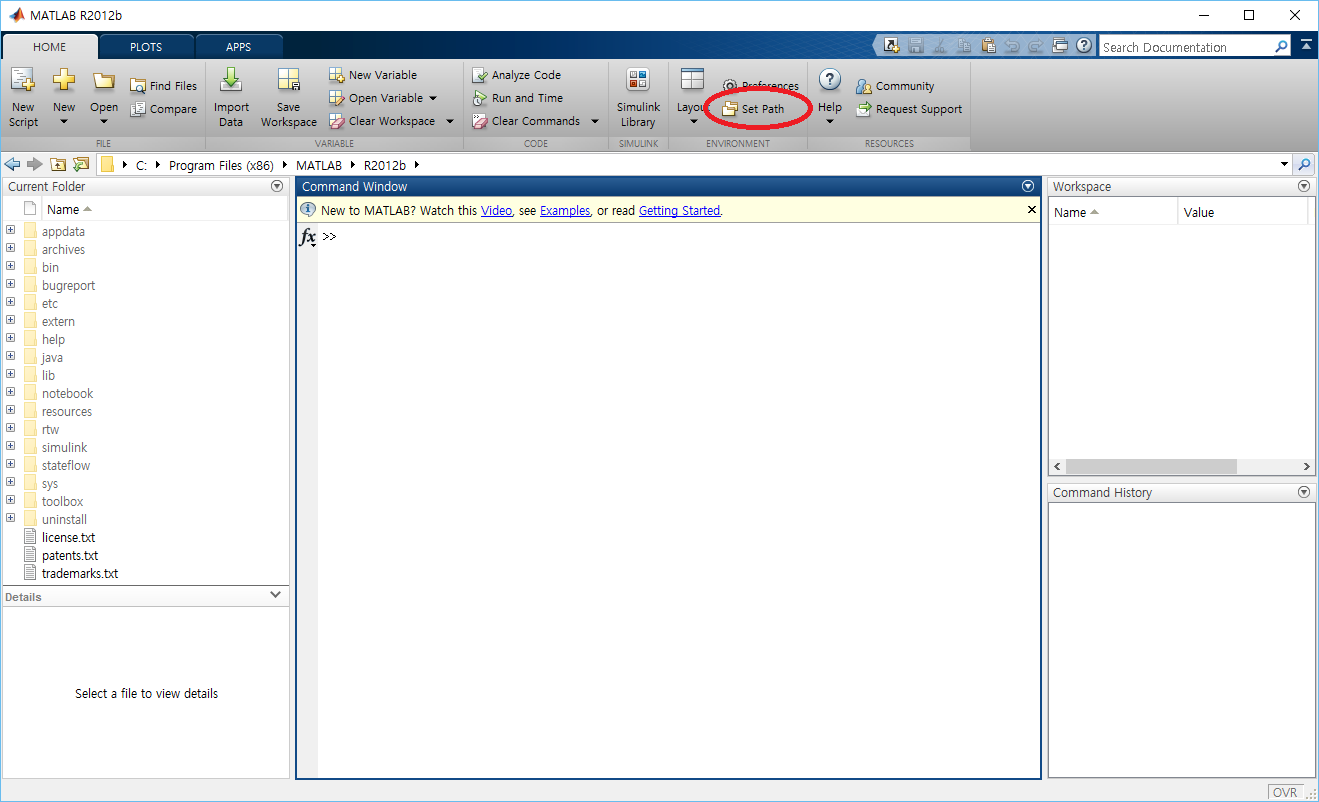 MATLAB R2012b
HOME PLOTS APPS
Search Documentation
New Script
New
Open
Find Files
Compare
FILE
Import Data
Save Workspace
New Variable
Open Variable
Clear Workspace
VARIABLE
Analyze Code
Run and Time
Clear Commands
CODE
Simulink Library
SIMULINK
Layout
Preferences
Set Path
ENVIRONMENT
Help
Community
Request Support
RESOURCES
C: Program Files (x86) MATLAB R2012b
Current Folder
Name
appdata
archives
bin
bugreport
etc
extern
help
java
lib
notebook
resources
rtw
simulink
stateflow
sys
toolbox
uninstall
license.txt
patents.txt
trademarks.txt
Details
Select a file to view details
Command Window
New to MATLAB? Watch this Video, see Examples, or read Getting Started.
fx >>
Workspace
Name Value
Command History
OVR